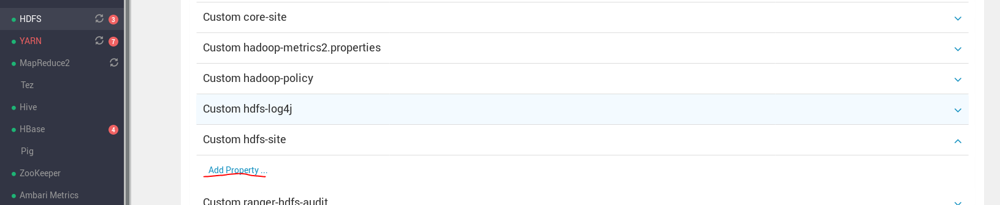 HDFS 3
YARN 7
MapReduce2
Tez
Hive
HBase 4
Pig
ZooKeeper
Ambari Metrics
Custom core-site
Custom hadoop-metrics2.properties
Custom hadoop-policy
Custom hdfs-log4j
Custom hdfs-site
Add Property ...
Custom ranger-hdfs-audit